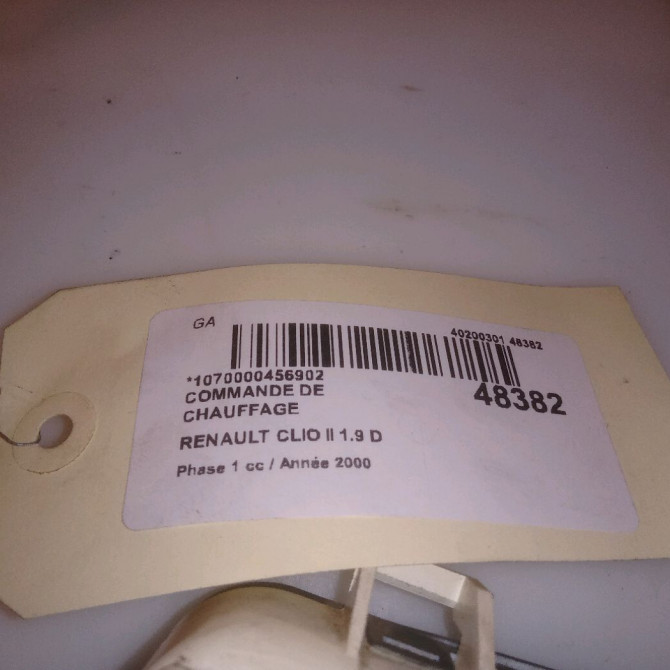 GA
40200301 48382
*1070000456902
48382
COMMANDE DE
CHAUFFAGE
RENAULT CLIO II 1.9 D
Phase 1 cc / Année 2000